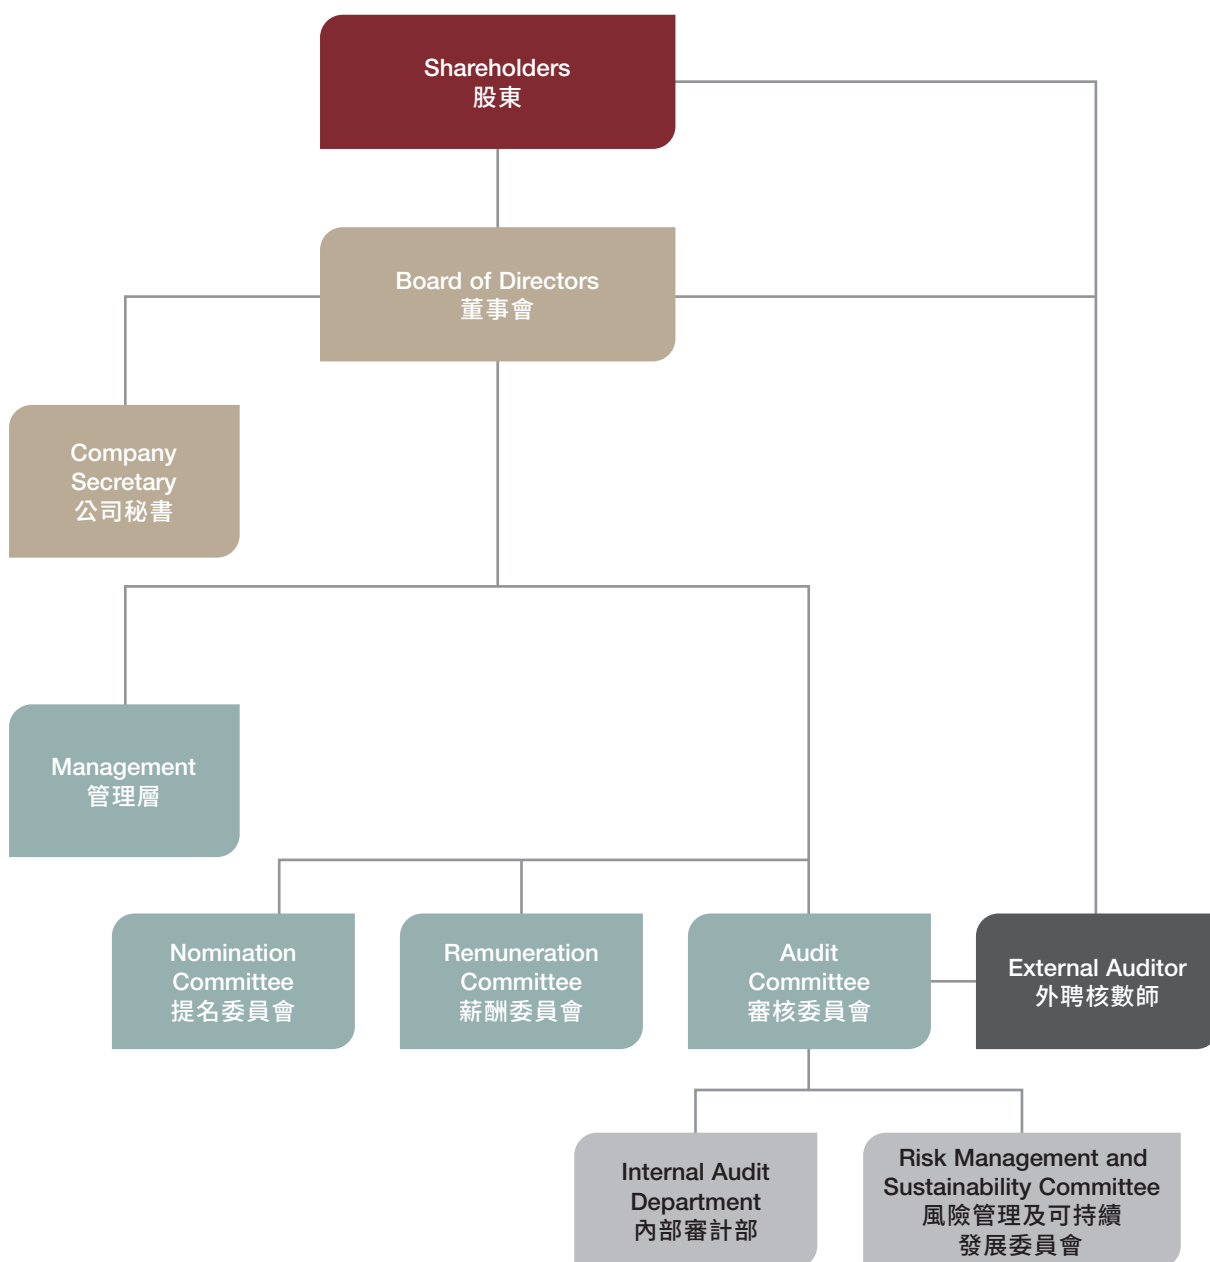 Shareholders
股東
Board of Directors
董事會
Company
Secretary
公司秘書
Management
管理層
Nomination
Committee
提名委員會
Remuneration
Committee
薪酬委員會
Audit
Committee
審核委員會
External Auditor
外聘核數師
Internal Audit
Department
內部審計部
Risk Management and
Sustainability Committee
風險管理及可持續
發展委員會